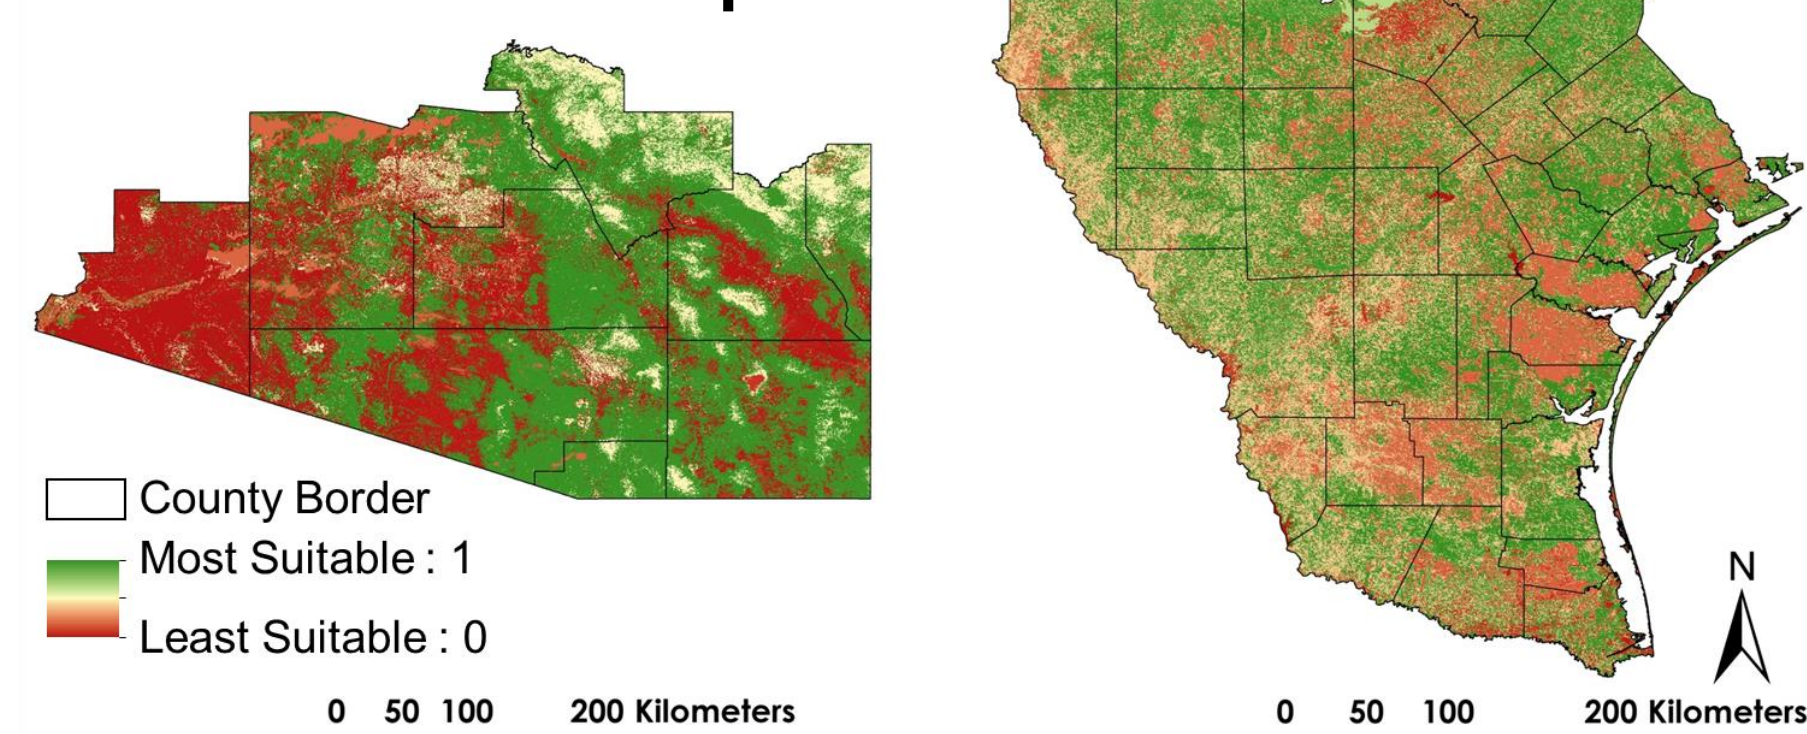 County Border
Most Suitable : 1
Least Suitable : 0
N
0 50 100 200 Kilometers
0 50 100 200 Kilometers